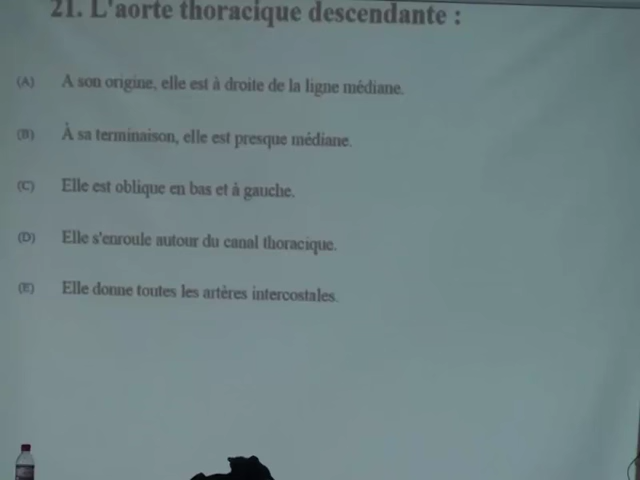 21. L'aorte thoracique descendante :
(A) A son origine, elle est à droite de la ligne médiane.
(B) À sa terminaison, elle est presque médiane.
(C) Elle est oblique en bas et à gauche.
(D) Elle s'enroule autour du canal thoracique.
(E) Elle donne toutes les artères intercostales.